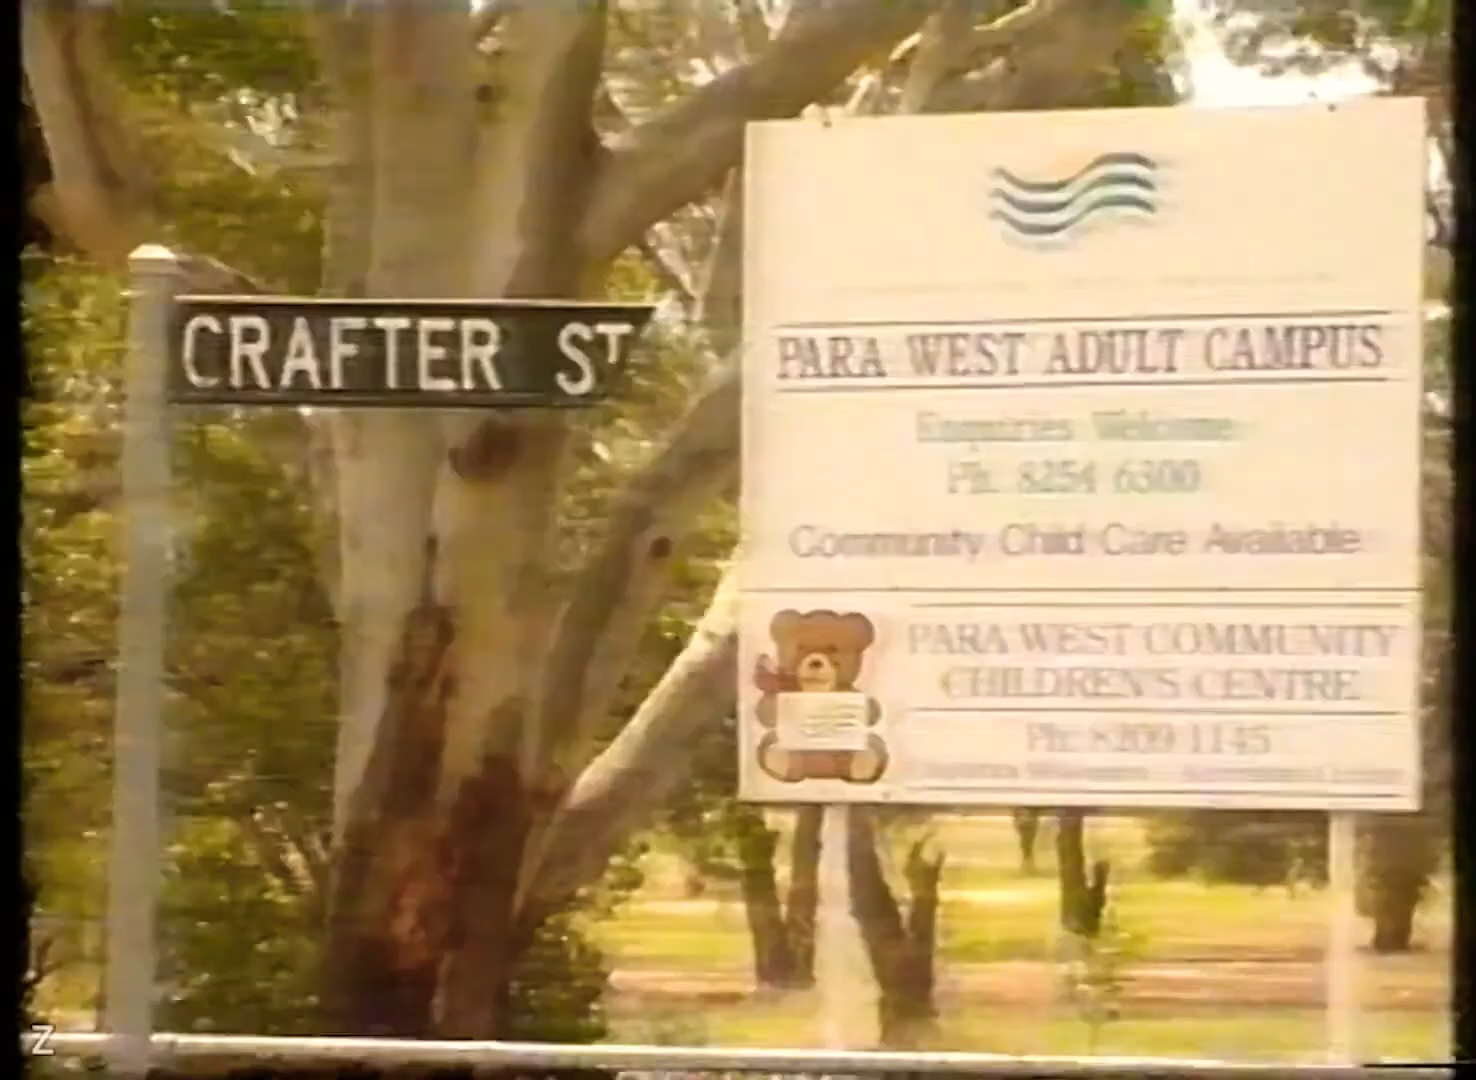 CRAFTER ST
PARA WEST ADULT CAMPUS
Enquiries Welcome
Ph. 8254 6300
Community Child Care Available
PARA WEST COMMUNITY
CHILDREN'S CENTRE
Ph: 8209 1145
Z